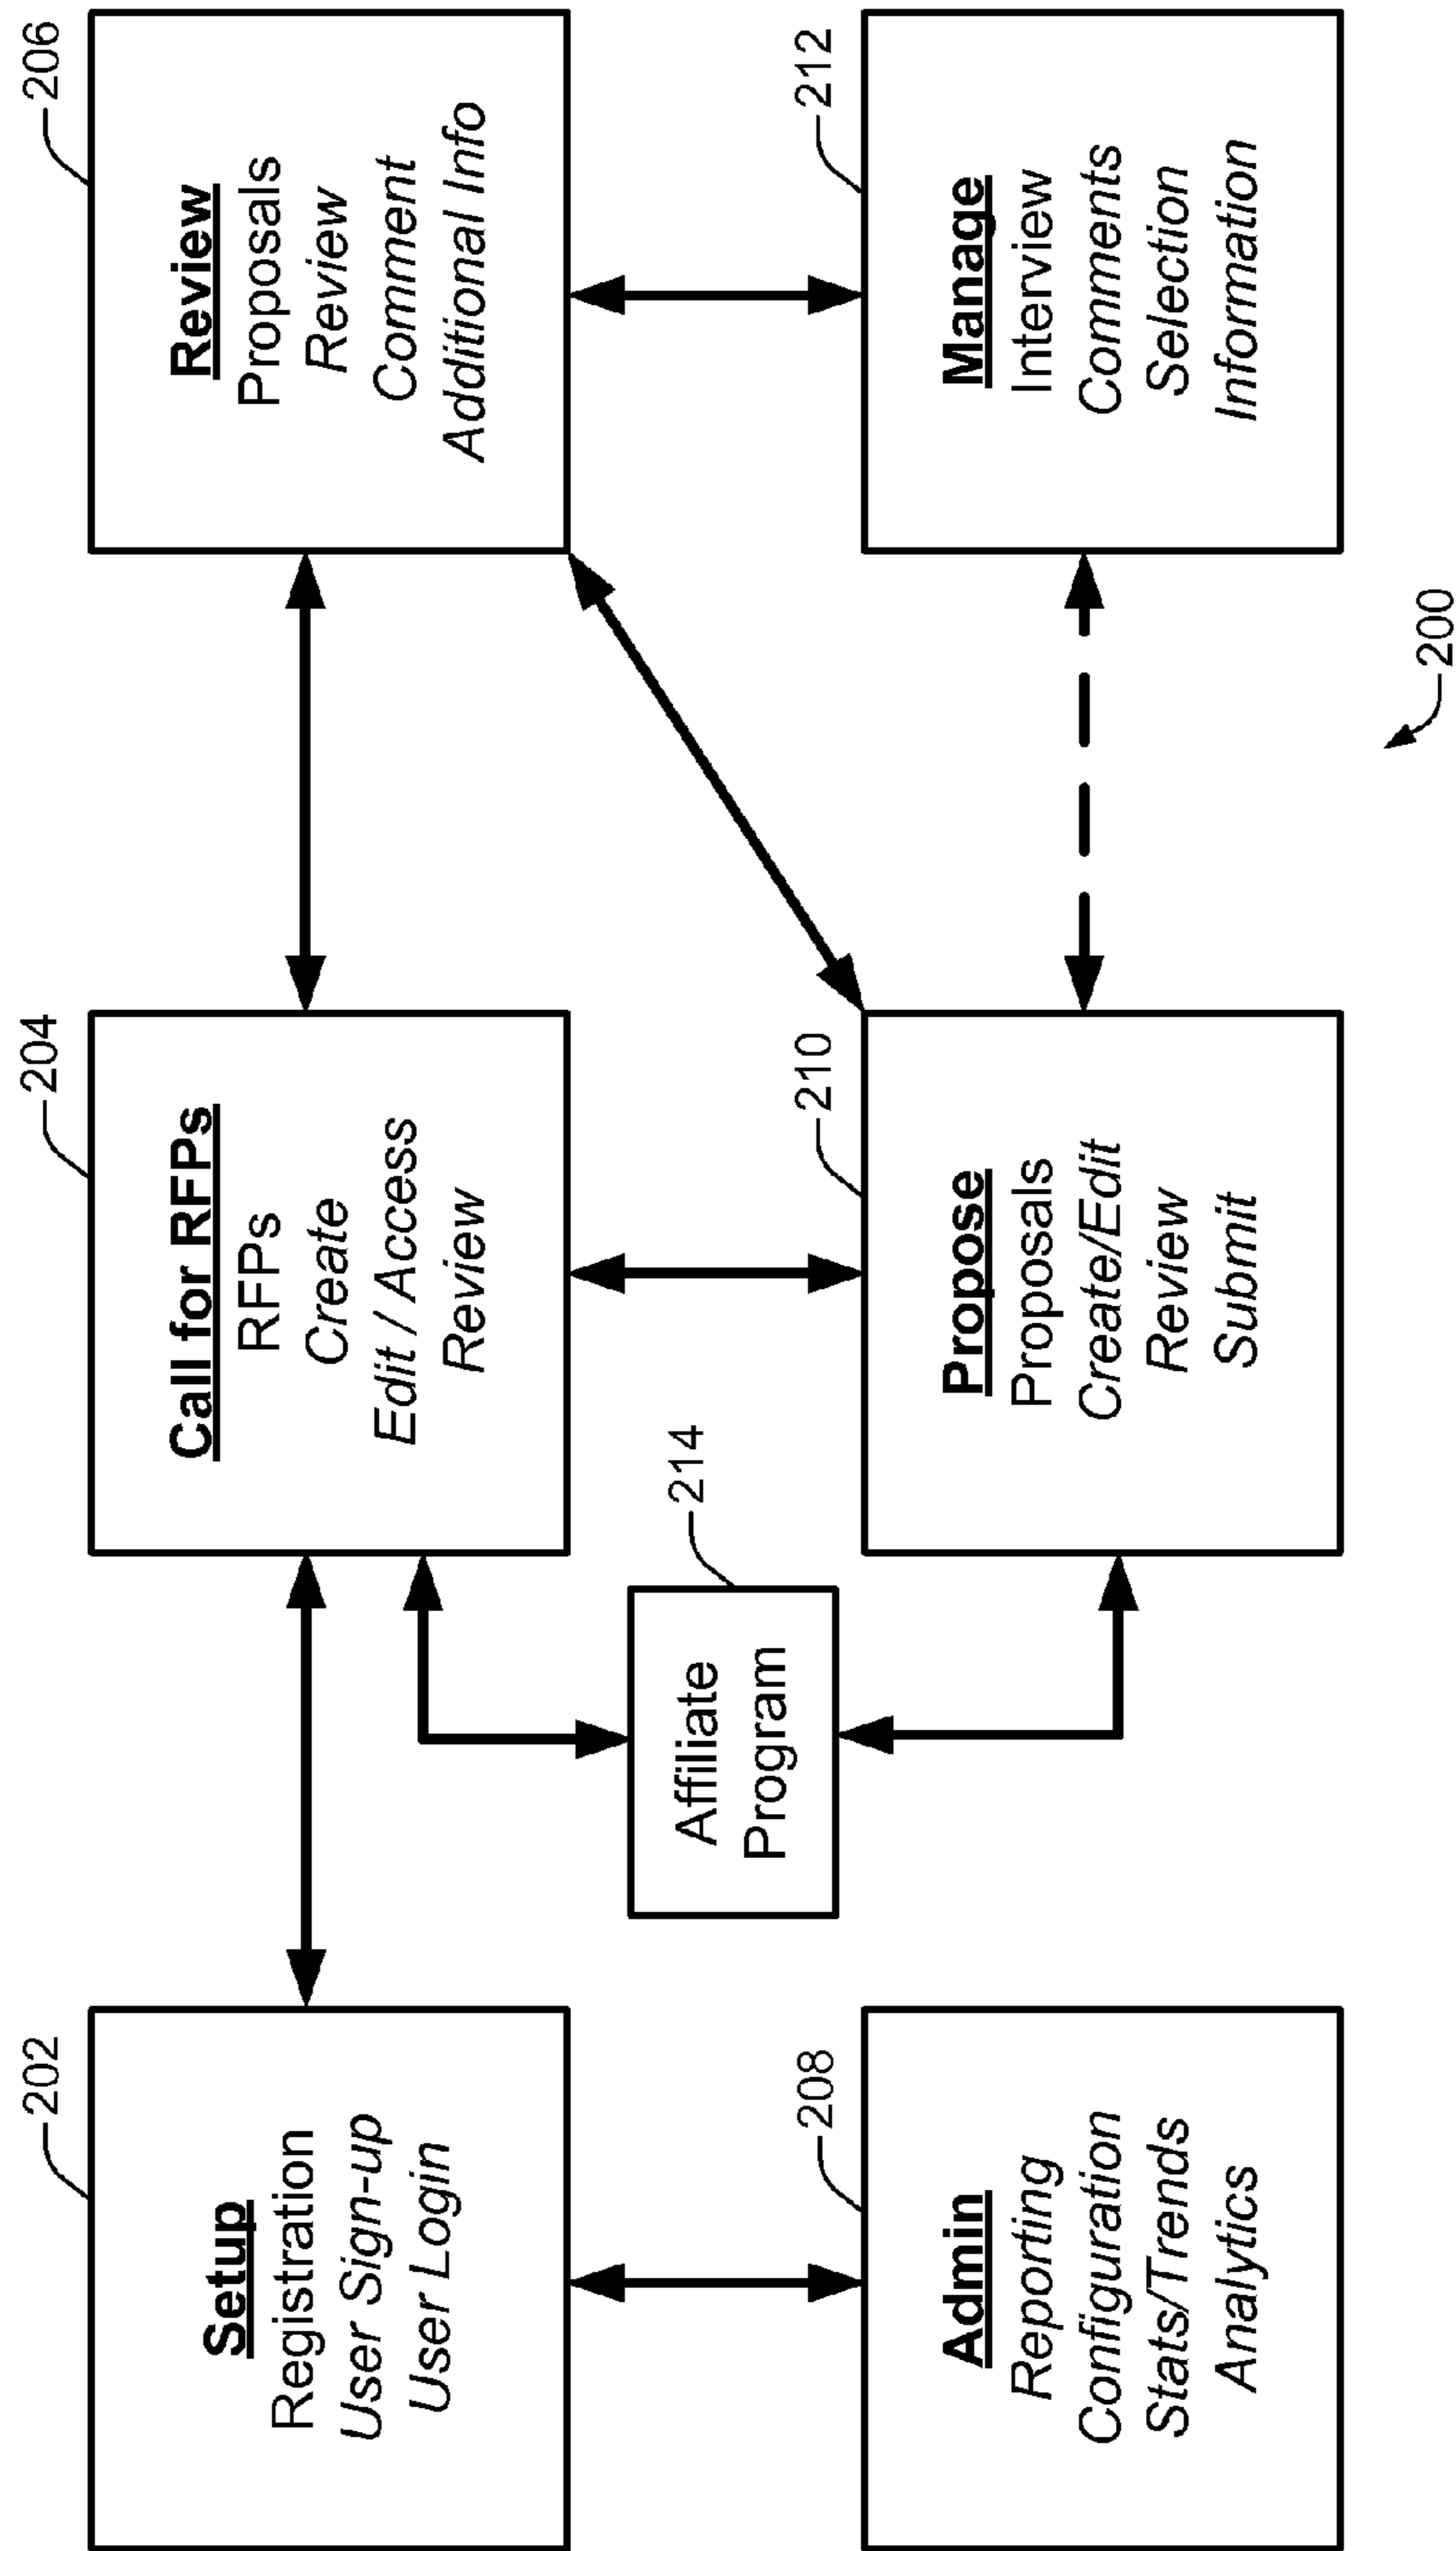 202
Setup
Registration
User Sign-up
User Login
204
Call for RFPs
RFPs
Create
Edit / Access
Review
206
Review
Proposals
Review
Comment
Additional Info
214
Affiliate
Program
208
Admin
Reporting
Configuration
Stats/Trends
Analytics
210
Propose
Proposals
Create/Edit
Review
Submit
212
Manage
Interview
Comments
Selection
Information
200